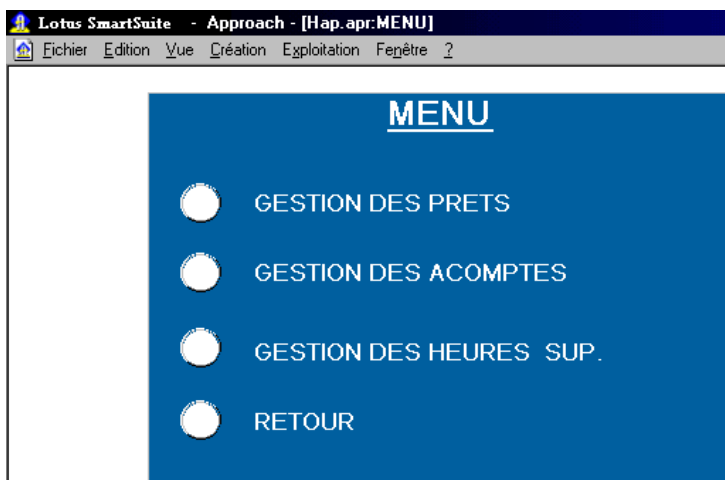 Lotus SmartSuite - Approach - [Hap.apr:MENU]
Fichier Edition Vue Création Exploitation Fenêtre ?
MENU
GESTION DES PRETS
GESTION DES ACOMPTES
GESTION DES HEURES SUP.
RETOUR